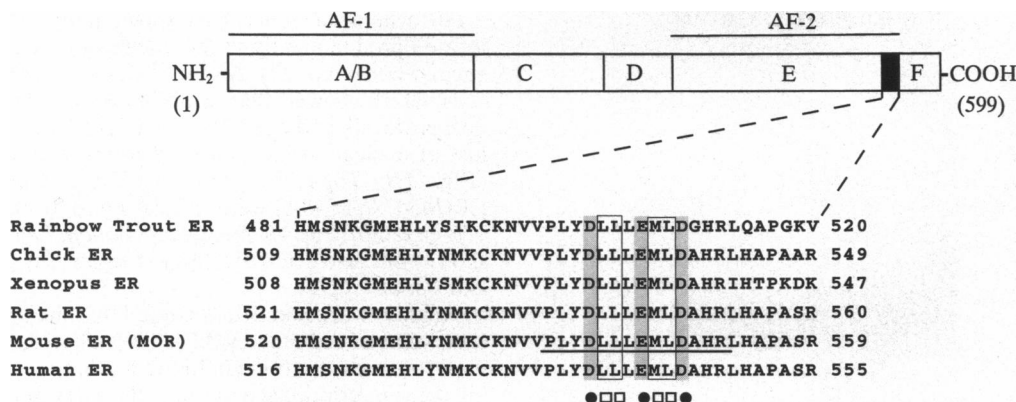 AF-1 AF-2
NH₂ A/B C D E F COOH
(1) (599)
Rainbow Trout ER 481 HMSNKGMEHLYSIKCKNVVPLYDLLLEMLDGHRLQAPGKV 520
Chick ER 509 HMSNKGMEHLYNMKCKNVVPLYDLLLEMLDAHRLHAPAAR 549
Xenopus ER 508 HMSNKGMEHLYSMKCKNVVPLYDLLLEMLDAHRIHTPKDK 547
Rat ER 521 HMSNKGMEHLYNMKCKNVVPLYDLLLEMLDAHRLHAPASR 560
Mouse ER (MOR) 520 HMSNKGMEHLYNMKCKNVVPLYDLLLEMLDAHRLHAPASR 559
Human ER 516 HMSNKGMEHLYNMKCKNVVPLYDLLLEMLDAHRLHAPASR 555